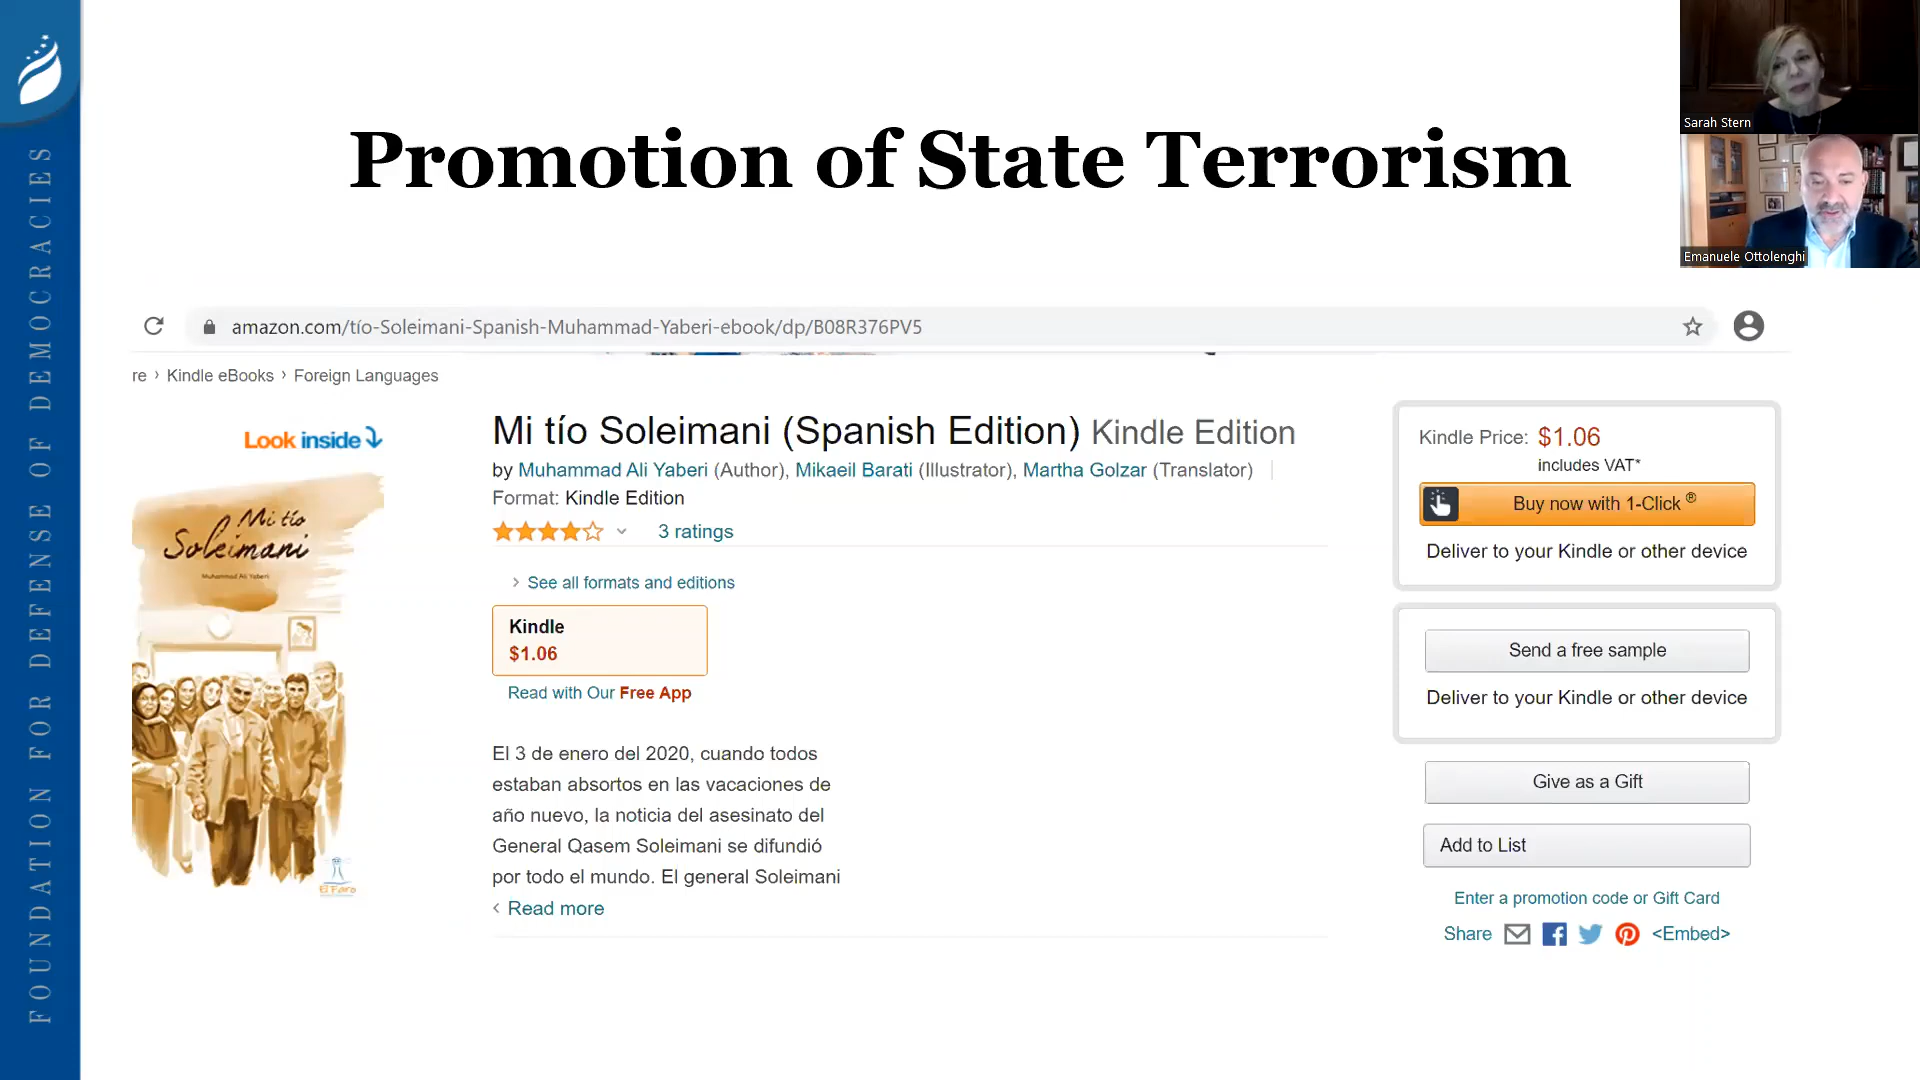 FOUNDATION FOR DEFENSE OF DEMOCRACIES
Promotion of State Terrorism
Sarah Stern
Emanuele Ottolenghi
amazon.com/tío-Soleimani-Spanish-Muhammad-Yaberi-ebook/dp/B08R376PV5
re › Kindle eBooks › Foreign Languages
Look inside
Mi tío
Soleimani
Muhammad Ali Yaberi
El Faro
Mi tío Soleimani (Spanish Edition) Kindle Edition
by Muhammad Ali Yaberi (Author), Mikaeil Barati (Illustrator), Martha Golzar (Translator)
Format: Kindle Edition
3 ratings
› See all formats and editions
Kindle
$1.06
Read with Our Free App
El 3 de enero del 2020, cuando todos
estaban absortos en las vacaciones de
año nuevo, la noticia del asesinato del
General Qasem Soleimani se difundió
por todo el mundo. El general Soleimani
‹ Read more
Kindle Price: $1.06
includes VAT*
Buy now with 1-Click ®
Deliver to your Kindle or other device
Send a free sample
Deliver to your Kindle or other device
Give as a Gift
Add to List
Enter a promotion code or Gift Card
Share <Embed>